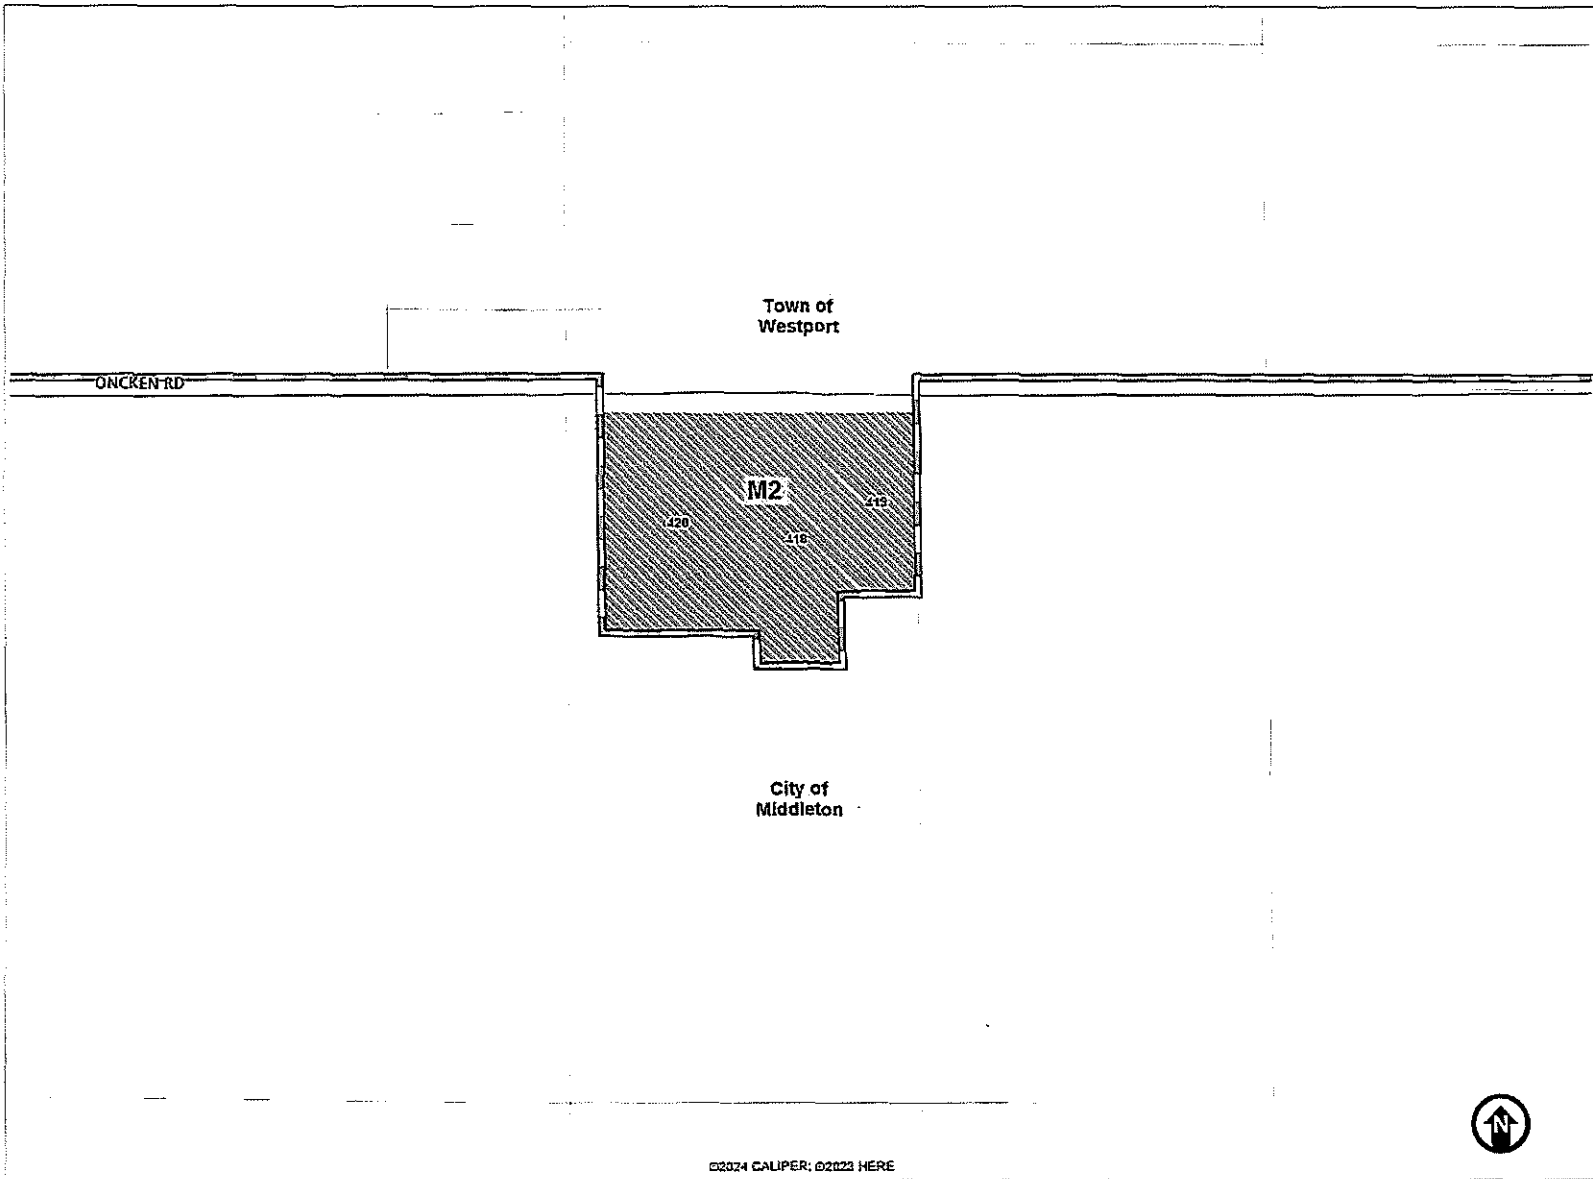 Town of
Westport
ONCKEN RD
M2
419
420
418
City of
Middleton
N
©2024 CALIPER; ©2023 HERE